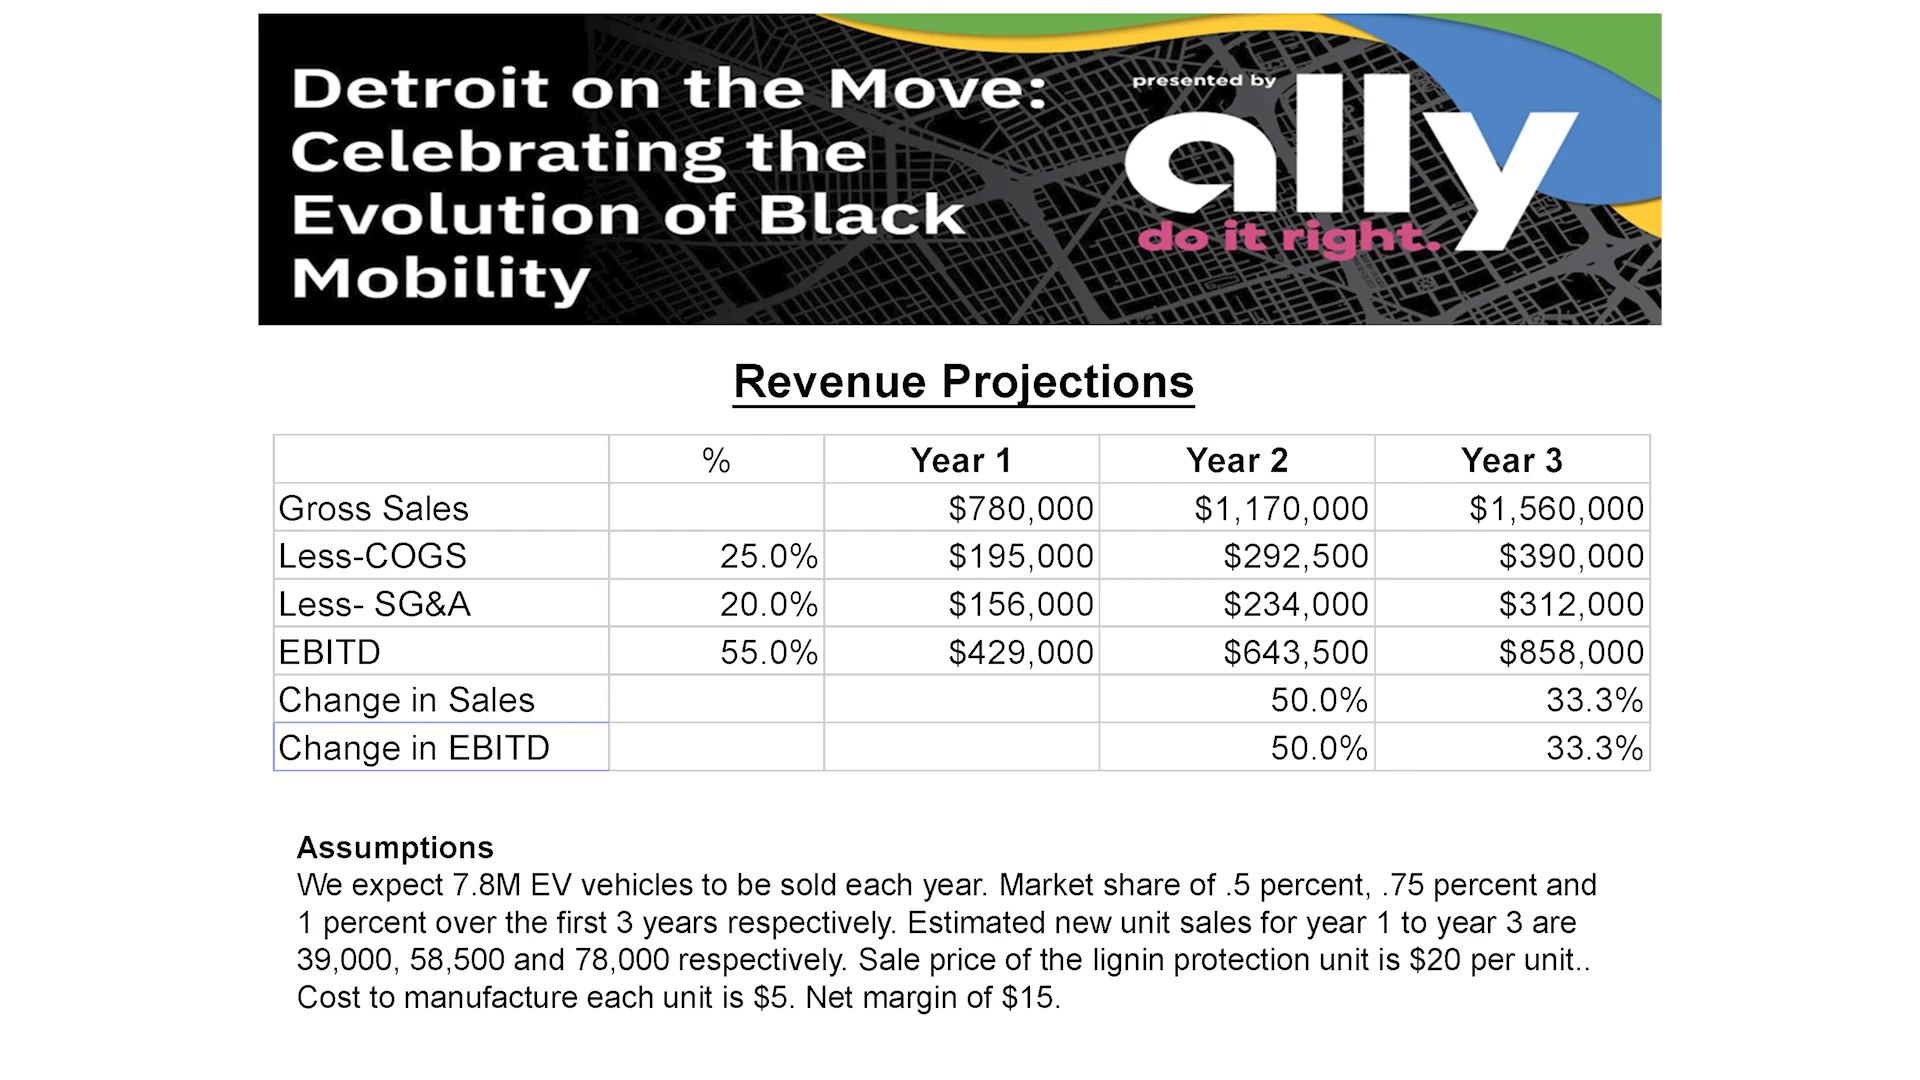 Detroit on the Move:
Celebrating the
Evolution of Black
Mobility
presented by
ally
do it right.
Revenue Projections
% Year 1 Year 2 Year 3
Gross Sales $780,000 $1,170,000 $1,560,000
Less-COGS 25.0% $195,000 $292,500 $390,000
Less- SG&A 20.0% $156,000 $234,000 $312,000
EBITD 55.0% $429,000 $643,500 $858,000
Change in Sales 50.0% 33.3%
Change in EBITD 50.0% 33.3%
Assumptions
We expect 7.8M EV vehicles to be sold each year. Market share of .5 percent, .75 percent and
1 percent over the first 3 years respectively. Estimated new unit sales for year 1 to year 3 are
39,000, 58,500 and 78,000 respectively. Sale price of the lignin protection unit is $20 per unit..
Cost to manufacture each unit is $5. Net margin of $15.